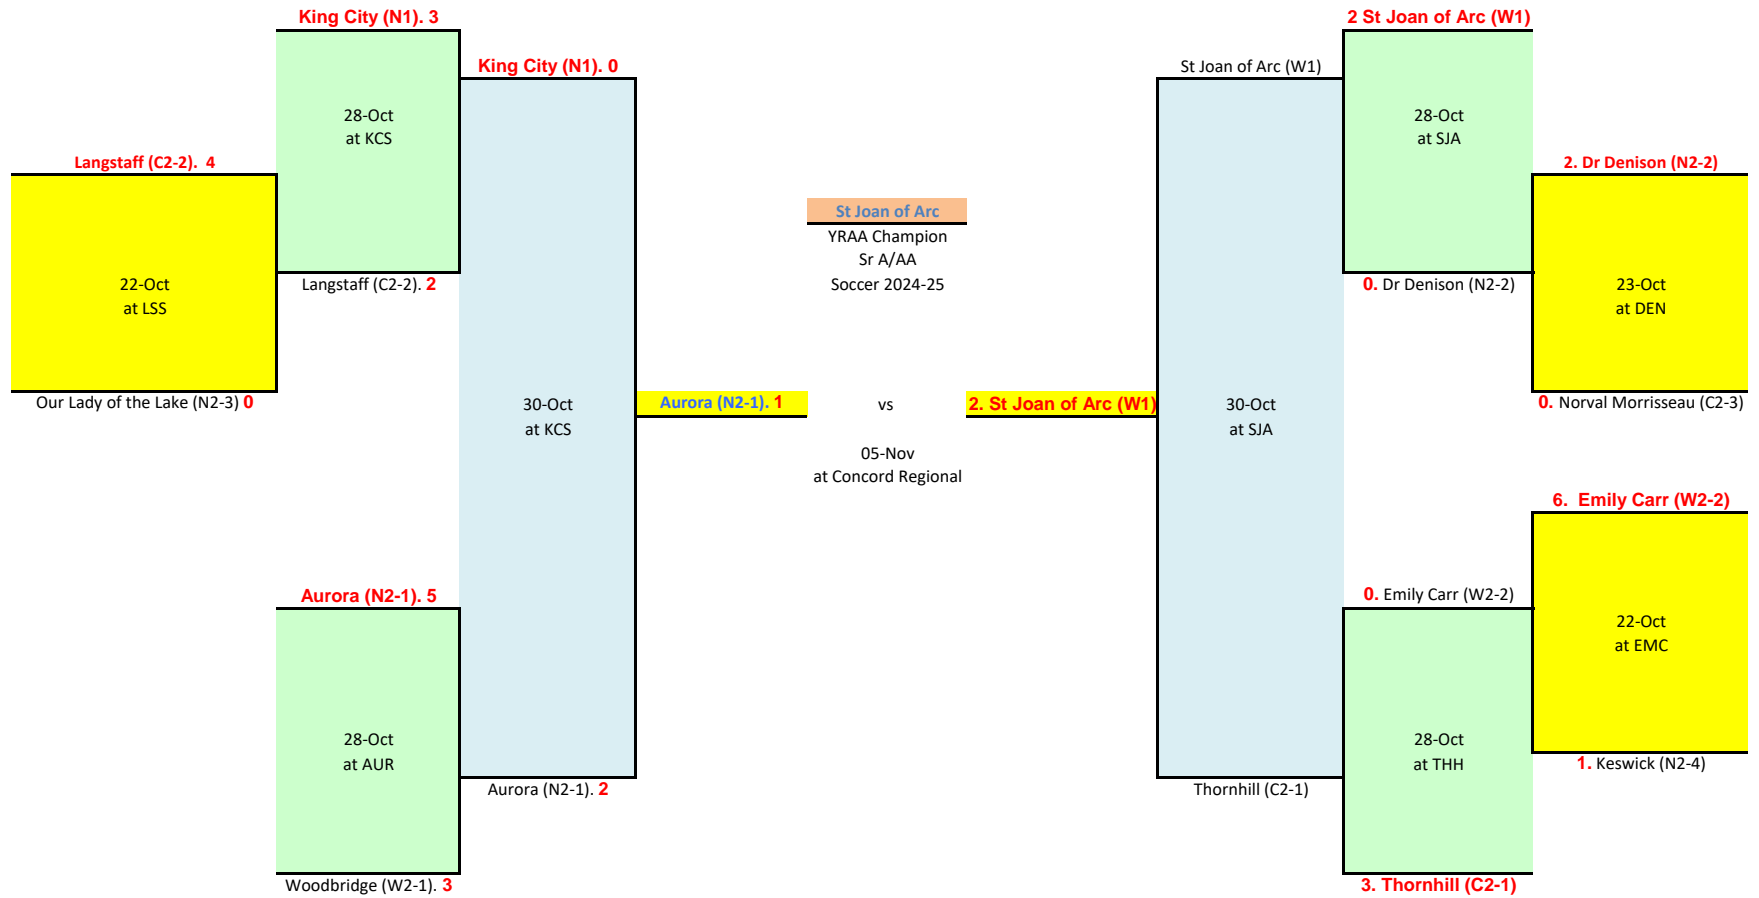 King City (N1). 3
2 St Joan of Arc (W1)
King City (N1). 0
St Joan of Arc (W1)
28-Oct
at KCS
28-Oct
at SJA
Langstaff (C2-2). 4
2. Dr Denison (N2-2)
St Joan of Arc
YRAA Champion
Sr A/AA
Soccer 2024-25
22-Oct
at LSS
Langstaff (C2-2). 2
0. Dr Denison (N2-2)
23-Oct
at DEN
Our Lady of the Lake (N2-3) 0
30-Oct
at KCS
Aurora (N2-1). 1
vs
2. St Joan of Arc (W1)
30-Oct
at SJA
0. Norval Morrisseau (C2-3)
05-Nov
at Concord Regional
6. Emily Carr (W2-2)
Aurora (N2-1). 5
0. Emily Carr (W2-2)
22-Oct
at EMC
28-Oct
at AUR
28-Oct
at THH
1. Keswick (N2-4)
Aurora (N2-1). 2
Thornhill (C2-1)
Woodbridge (W2-1). 3
3. Thornhill (C2-1)